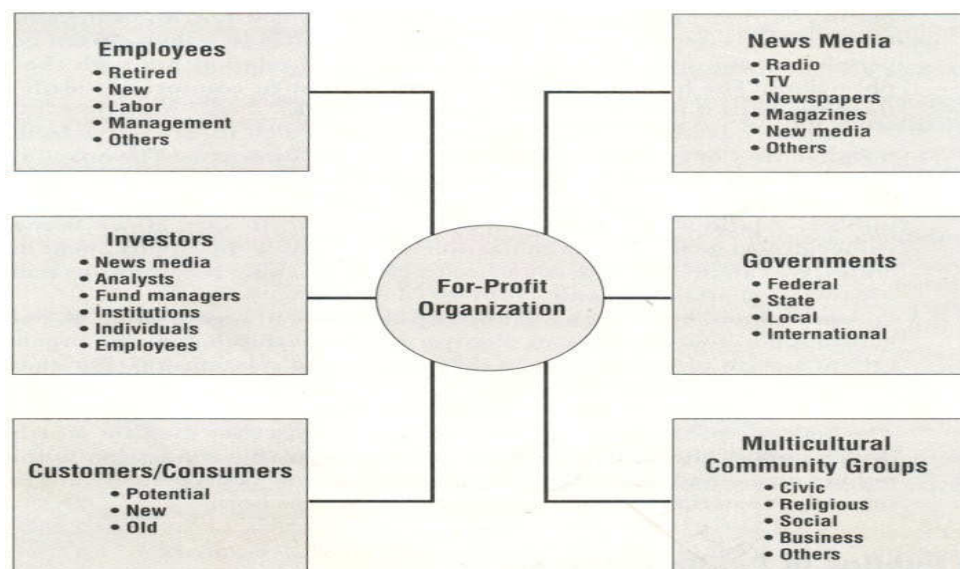 Employees
• Retired
• New
• Labor
• Management
• Others
News Media
• Radio
• TV
• Newspapers
• Magazines
• New media
• Others
Investors
• News media
• Analysts
• Fund managers
• Institutions
• Individuals
• Employees
For-Profit
Organization
Governments
• Federal
• State
• Local
• International
Customers/Consumers
• Potential
• New
• Old
Multicultural
Community Groups
• Civic
• Religious
• Social
• Business
• Others